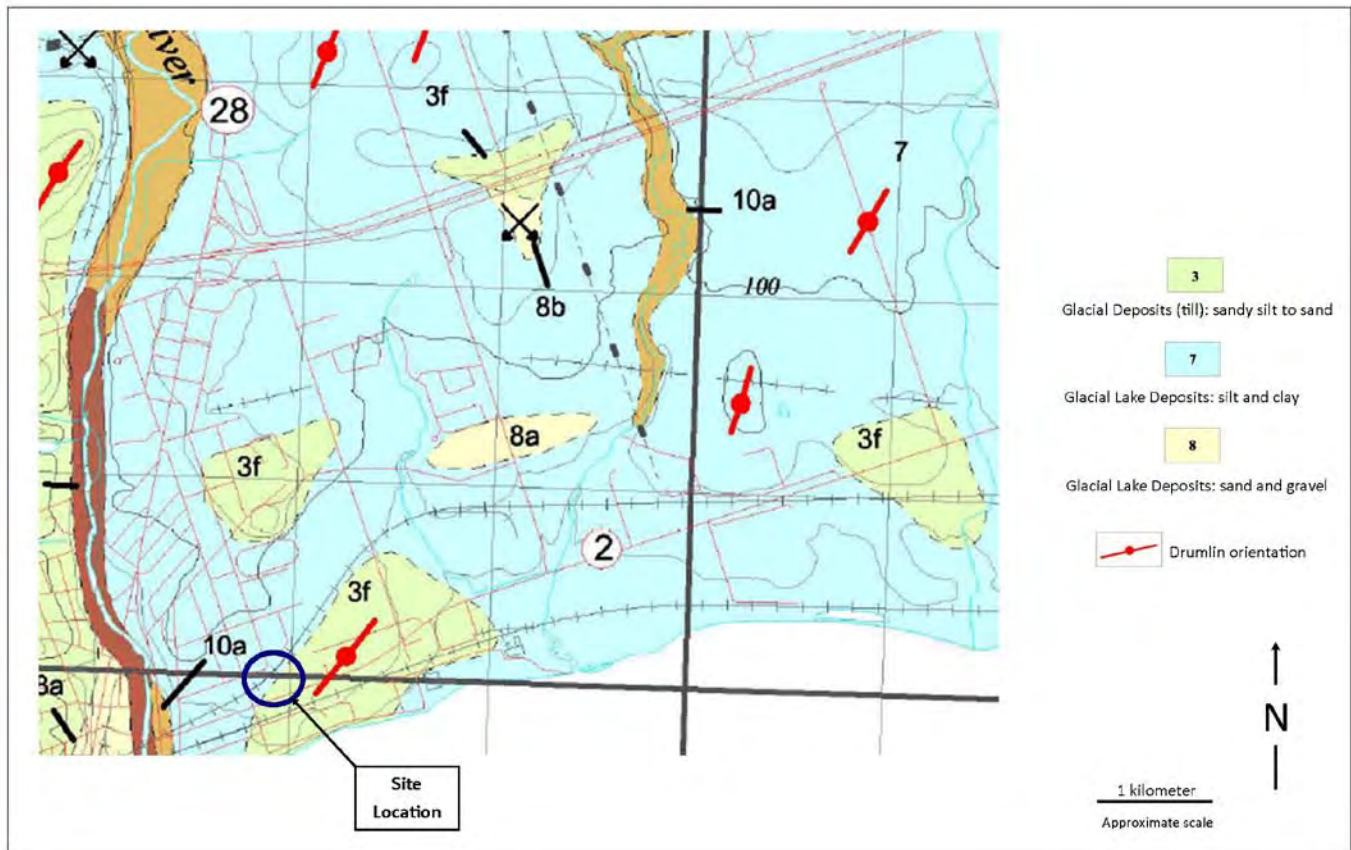 iver
28
3f
7
10a
100
8b
8a
3f
3f
2
3f
10a
8a
Site
Location
3
Glacial Deposits (till): sandy silt to sand
7
Glacial Lake Deposits: silt and clay
8
Glacial Lake Deposits: sand and gravel
Drumlin orientation
N
1 kilometer
Approximate scale